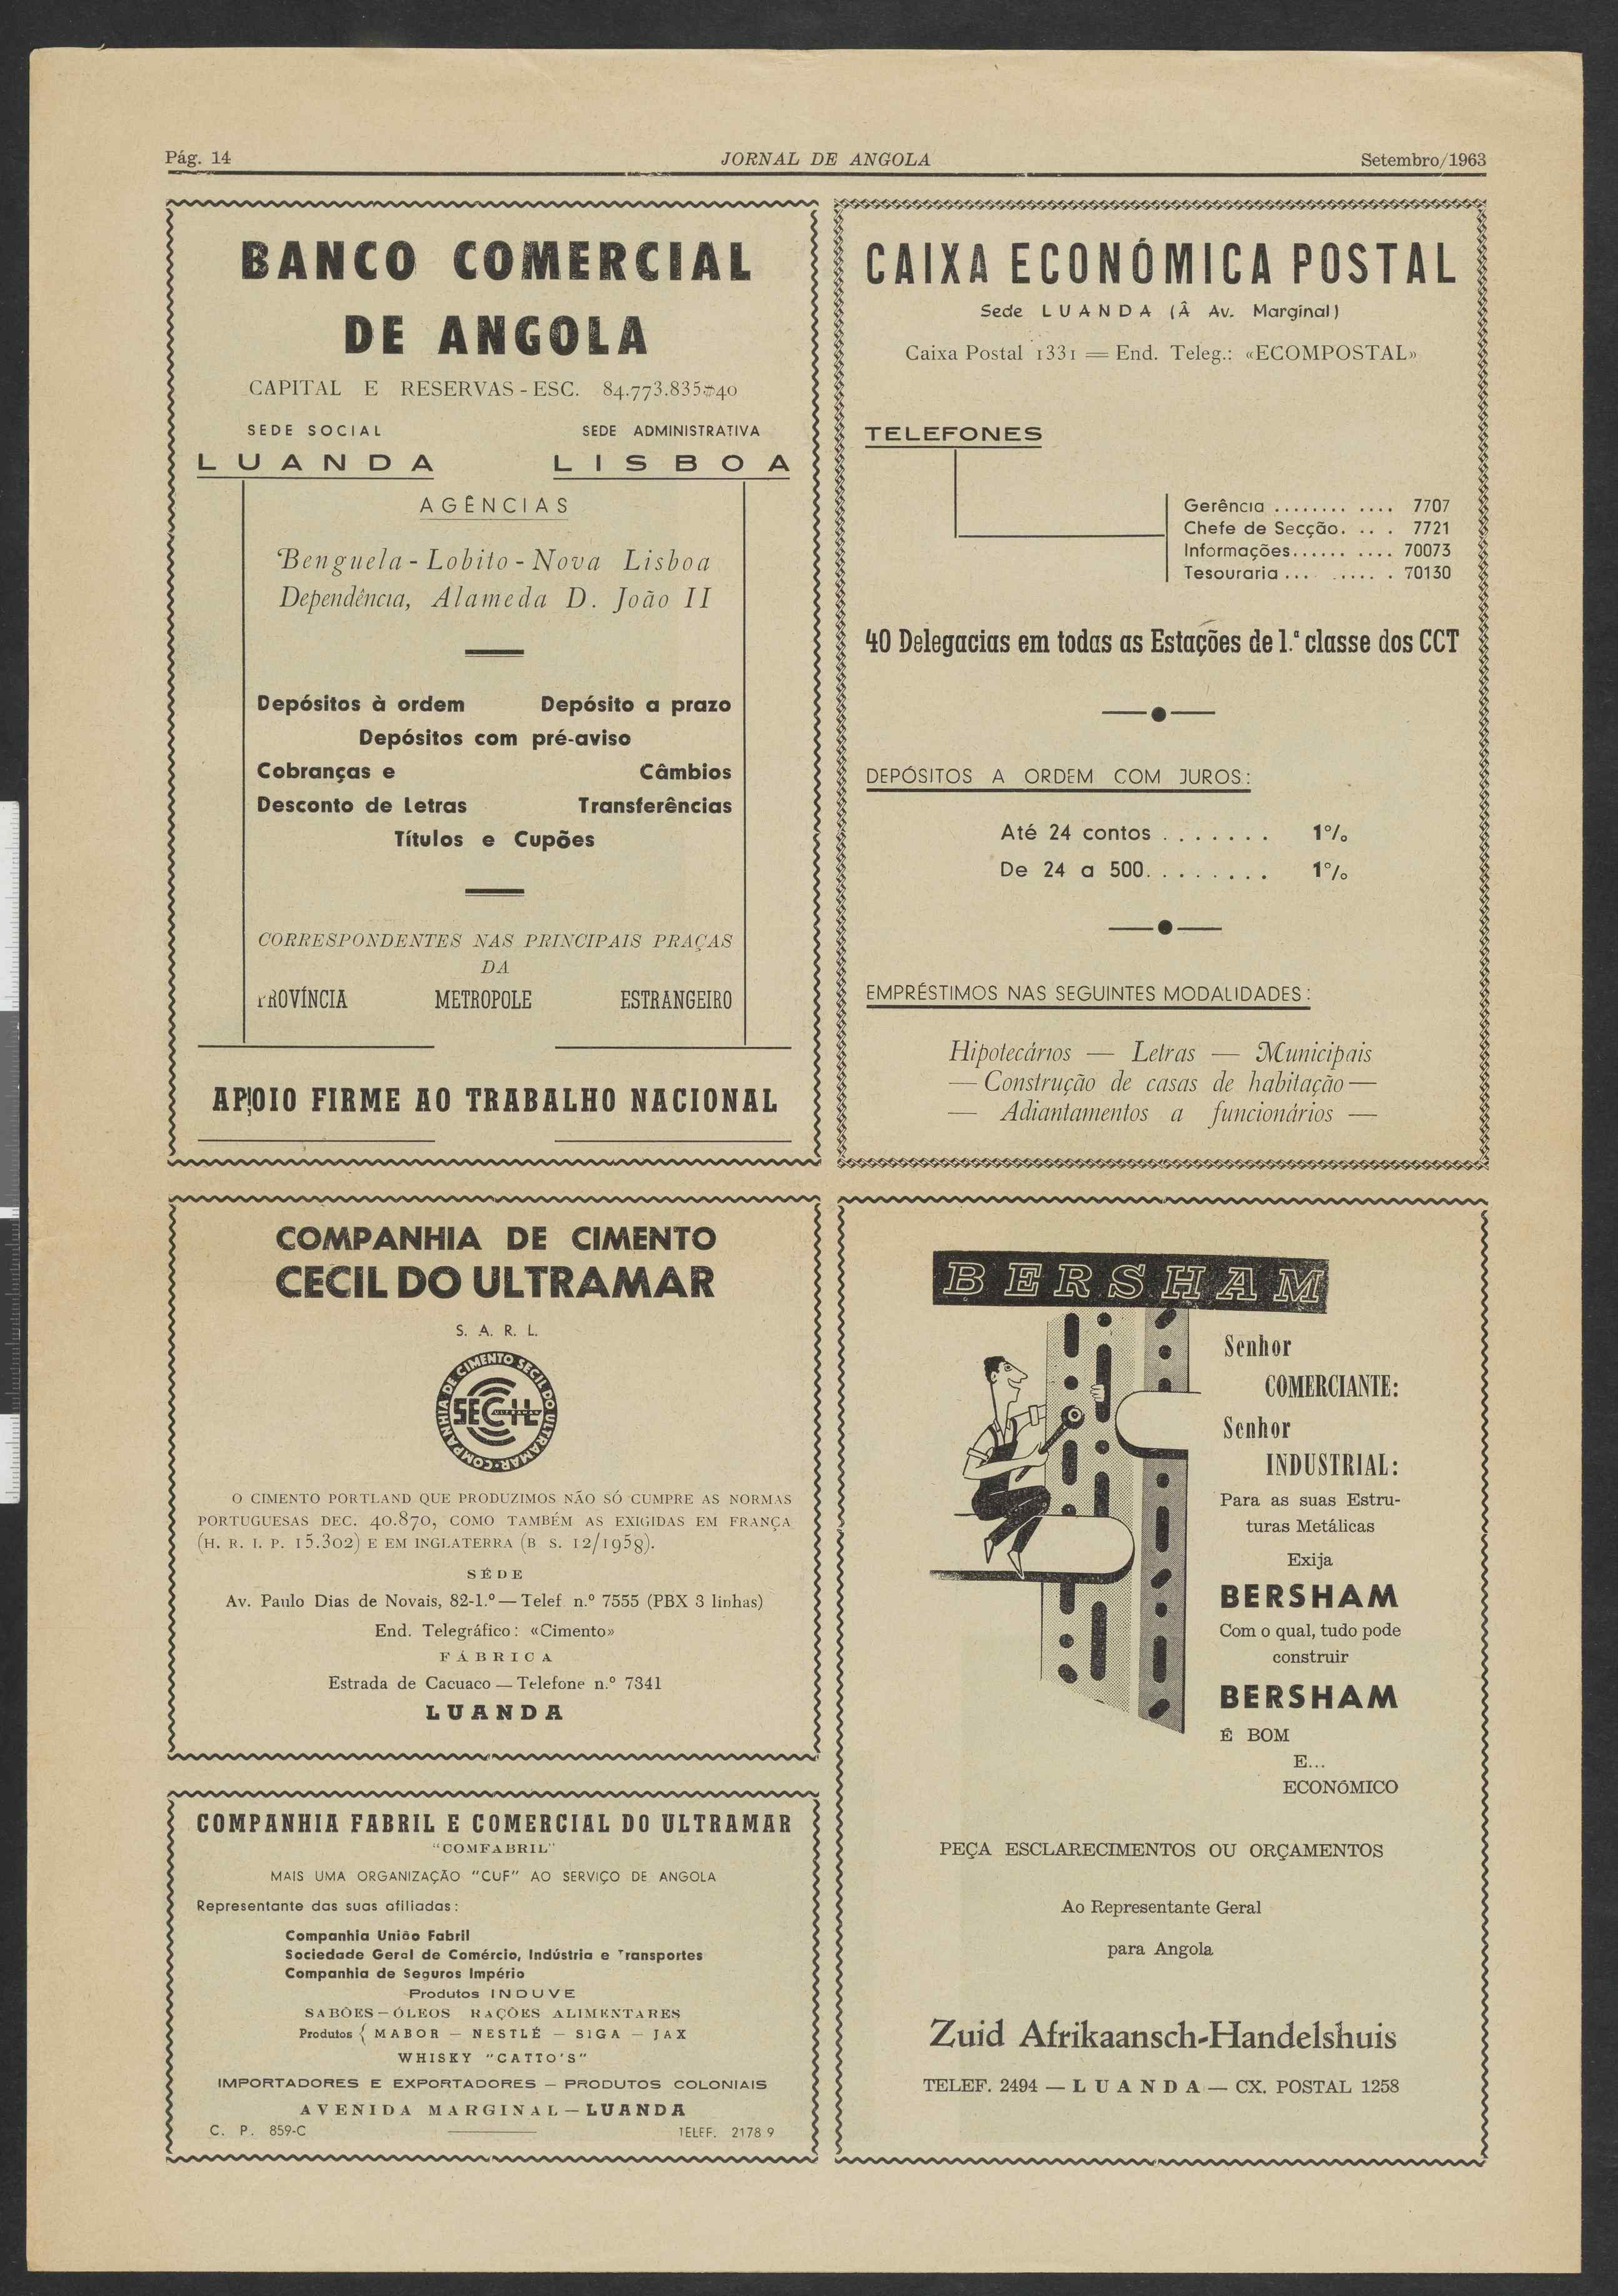 Pág. 14
JORNAL DE ANGOLA
Setembro/1963
BANCO COMERCIAL
DE ANGOLA
CAPITAL E RESERVAS - ESC. 84.773.835$40
SEDE SOCIAL
SEDE ADMINISTRATIVA
LUANDA
LISBOA
AGÊNCIAS
Benguela - Lobito - Nova Lisboa
Dependência, Alameda D. João II
Depósitos à ordem Depósito a prazo
Depósitos com pré-aviso
Cobranças e Câmbios
Desconto de Letras Transferências
Títulos e Cupões
CORRESPONDENTES NAS PRINCIPAIS PRAÇAS
DA
PROVÍNCIA METROPOLE ESTRANGEIRO
APOIO FIRME AO TRABALHO NACIONAL
CAIXA ECONÓMICA POSTAL
Sede LUANDA (Â Av. Marginal)
Caixa Postal 1331 = End. Teleg.: «ECOMPOSTAL»
TELEFONES
Gerência ........ .... 7707
Chefe de Secção. .. . 7721
Informações...... .... 70073
Tesouraria ... ..... . 70130
40 Delegacias em todas as Estações de 1.ª classe dos CCT
DEPÓSITOS A ORDEM COM JUROS:
Até 24 contos ....... 1%
De 24 a 500........ 1%
EMPRÉSTIMOS NAS SEGUINTES MODALIDADES:
Hipotecários — Letras — Municipais
— Construção de casas de habitação —
— Adiantamentos a funcionários —
COMPANHIA DE CIMENTO
CECIL DO ULTRAMAR
S. A. R. L.
COMPANHIA DE CIMENTO SECIL DO ULTRAMAR
SECIL
ULTRAMAR
O CIMENTO PORTLAND QUE PRODUZIMOS NÃO SÓ CUMPRE AS NORMAS
PORTUGUESAS DEC. 40.870, COMO TAMBÉM AS EXIGIDAS EM FRANÇA
(H. R. I. P. 15.302) E EM INGLATERRA (B S. 12/1958).
SÉDE
Av. Paulo Dias de Novais, 82-1.º — Telef. n.º 7555 (PBX 3 linhas)
End. Telegráfico: «Cimento»
FÁBRICA
Estrada de Cacuaco — Telefone n.º 7341
LUANDA
COMPANHIA FABRIL E COMERCIAL DO ULTRAMAR
"COMFABRIL"
MAIS UMA ORGANIZAÇÃO "CUF" AO SERVIÇO DE ANGOLA
Representante das suas afiliadas:
Companhia União Fabril
Sociedade Geral de Comércio, Indústria e Transportes
Companhia de Seguros Império
Produtos INDUVE
SABÕES — ÓLEOS RAÇÕES ALIMENTARES
Produtos { MABOR — NESTLÉ — SIGA — JAX
WHISKY "CATTO'S"
IMPORTADORES E EXPORTADORES — PRODUTOS COLONIAIS
AVENIDA MARGINAL — LUANDA
C. P. 859-C
TELEF. 2178 9
BERSHAM
Senhor
COMERCIANTE:
Senhor
INDUSTRIAL:
Para as suas Estru-
turas Metálicas
Exija
BERSHAM
Com o qual, tudo pode
construir
BERSHAM
É BOM
E...
ECONÓMICO
PEÇA ESCLARECIMENTOS OU ORÇAMENTOS
Ao Representante Geral
para Angola
Zuid Afrikaansch-Handelshuis
TELEF. 2494 — LUANDA — CX. POSTAL 1258